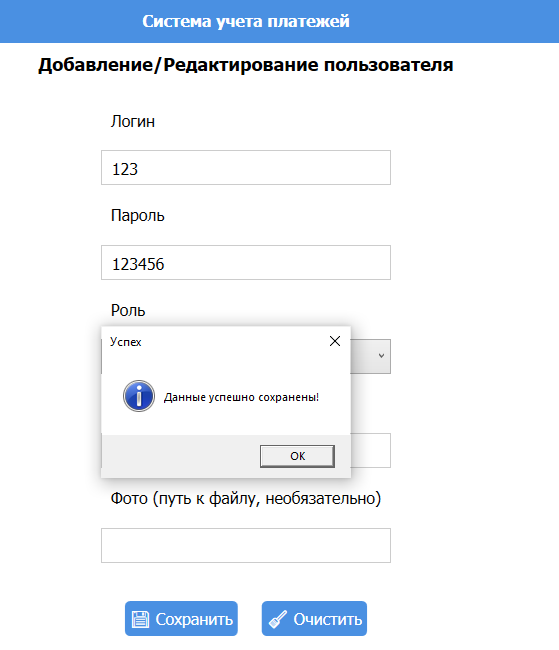 Система учета платежей
Добавление/Редактирование пользователя
Логин
123
Пароль
123456
Роль
Успех
Данные успешно сохранены!
OK
Фото (путь к файлу, необязательно)
Сохранить
Очистить